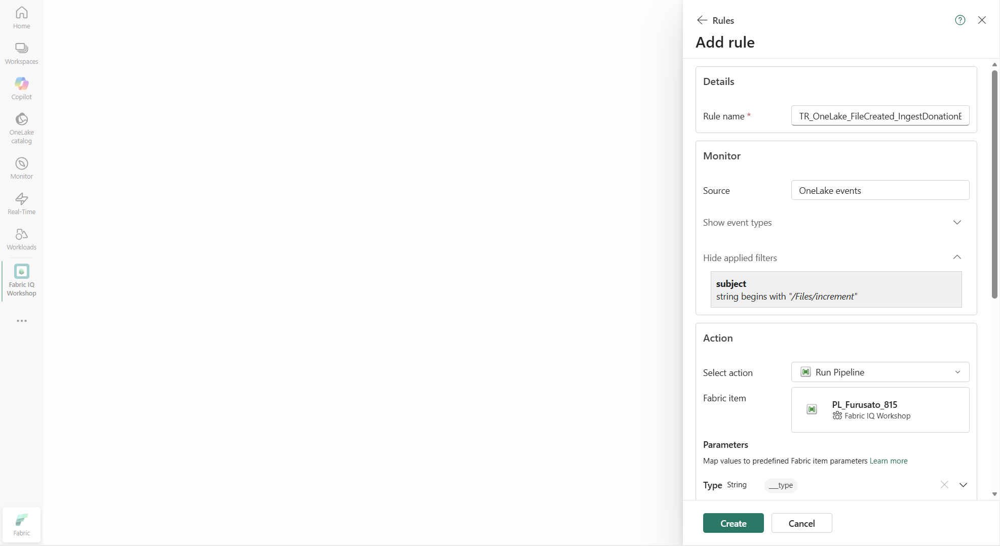 Home
Workspaces
Copilot
OneLake
catalog
Monitor
Real-Time
Workloads
Fabric IQ
Workshop
Fabric
Rules
Add rule
Details
Rule name *
TR_OneLake_FileCreated_IngestDonationE
Monitor
Source
OneLake events
Show event types
Hide applied filters
subject
string begins with "/Files/increment"
Action
Select action
Run Pipeline
Fabric item
PL_Furusato_815
Fabric IQ Workshop
Parameters
Map values to predefined Fabric item parameters Learn more
Type String __type
Create
Cancel